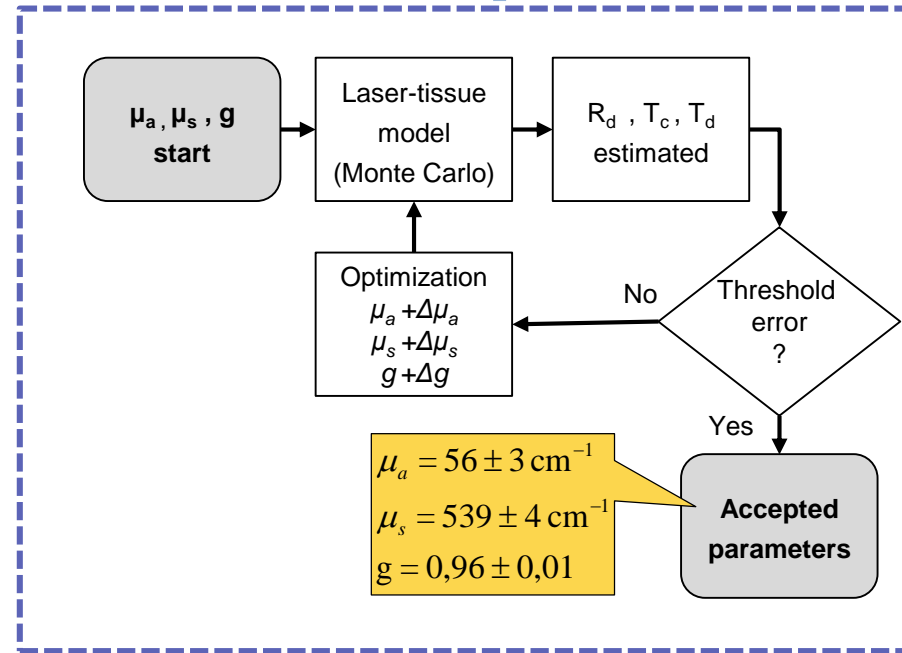 μa , μs , g
start
Laser-tissue
model
(Monte Carlo)
Rd , Tc, Td
estimated
Threshold
error
?
No
Optimization
μa +Δμa
μs +Δμs
g +Δg
Yes
μa = 56 ± 3 cm⁻¹
μs = 539 ± 4 cm⁻¹
g = 0,96 ± 0,01
Accepted
parameters